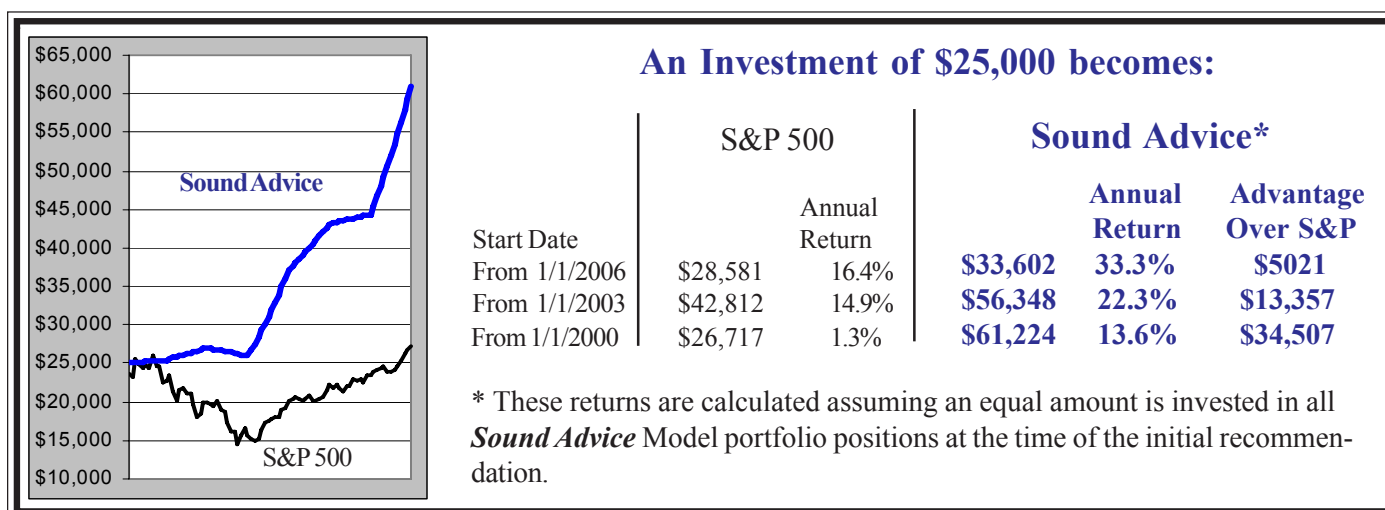 $65,000
$60,000
$55,000
$50,000
$45,000
$40,000
$35,000
$30,000
$25,000
$20,000
$15,000
$10,000
Sound Advice
S&P 500
An Investment of $25,000 becomes:
S&P 500 Sound Advice*
Annual Advantage
Annual Return Over S&P
Start Date Return
From 1/1/2006 $28,581 16.4% $33,602 33.3% $5021
From 1/1/2003 $42,812 14.9% $56,348 22.3% $13,357
From 1/1/2000 $26,717 1.3% $61,224 13.6% $34,507
* These returns are calculated assuming an equal amount is invested in all
Sound Advice Model portfolio positions at the time of the initial recommen-
dation.